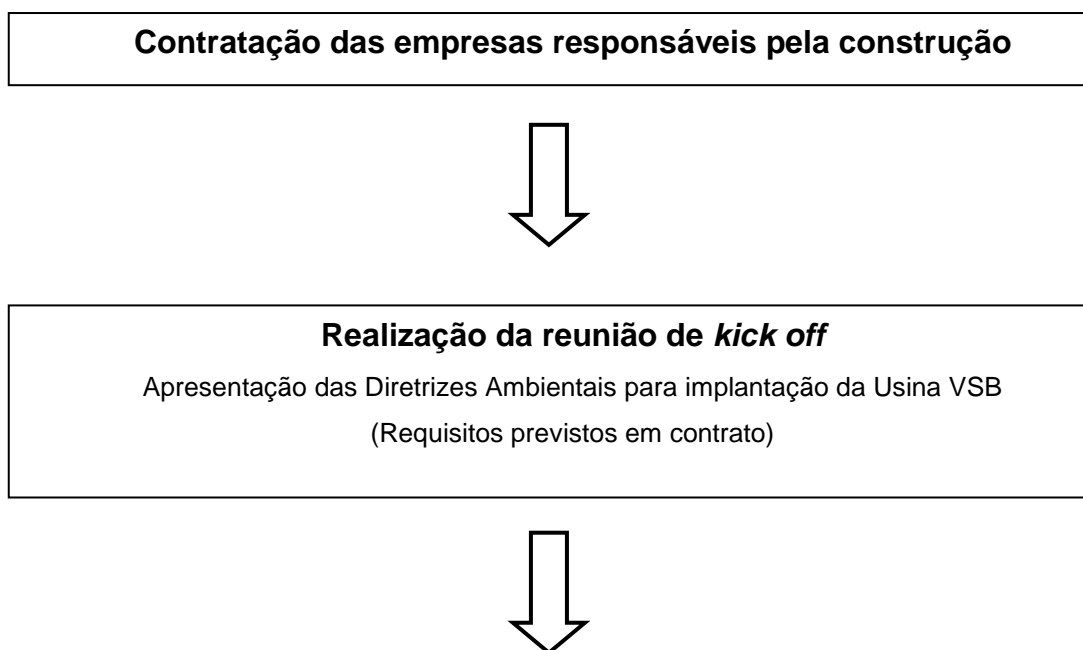 Contratação das empresas responsáveis pela construção
Realização da reunião de kick off
Apresentação das Diretrizes Ambientais para implantação da Usina VSB
(Requisitos previstos em contrato)